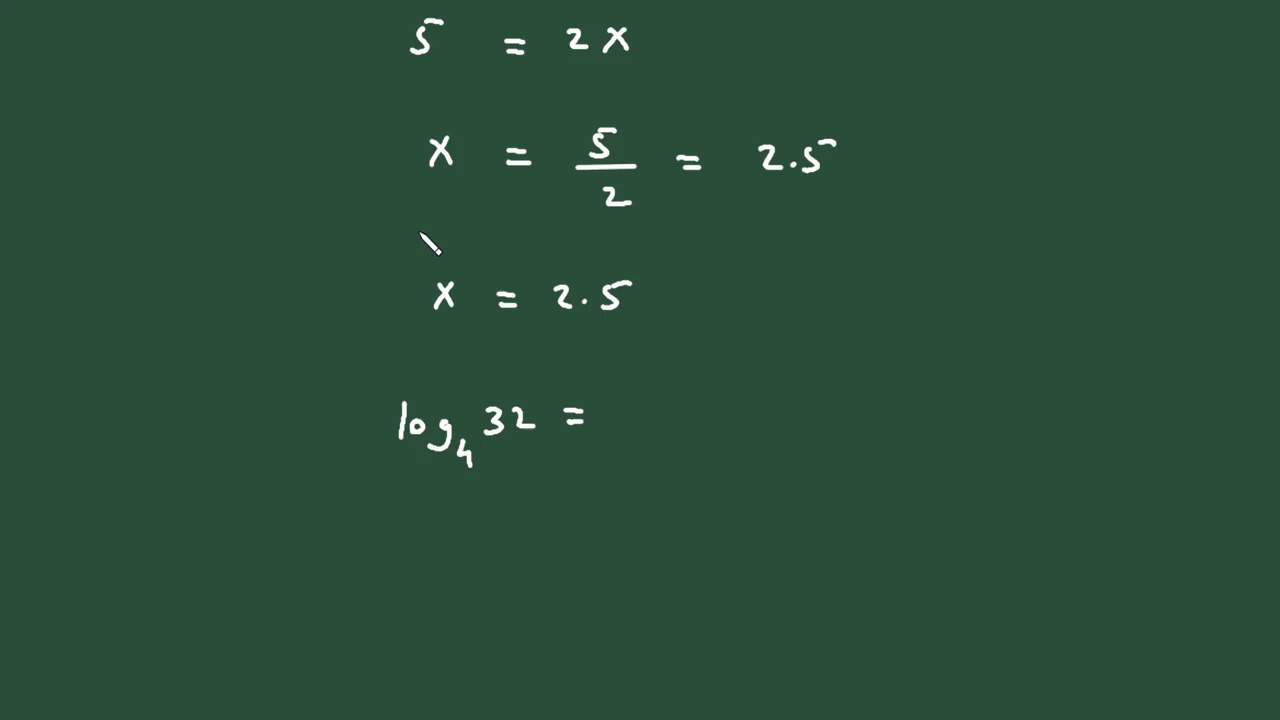 5 = 2x
x = 5/2 = 2.5
x = 2.5
log₄ 32 =